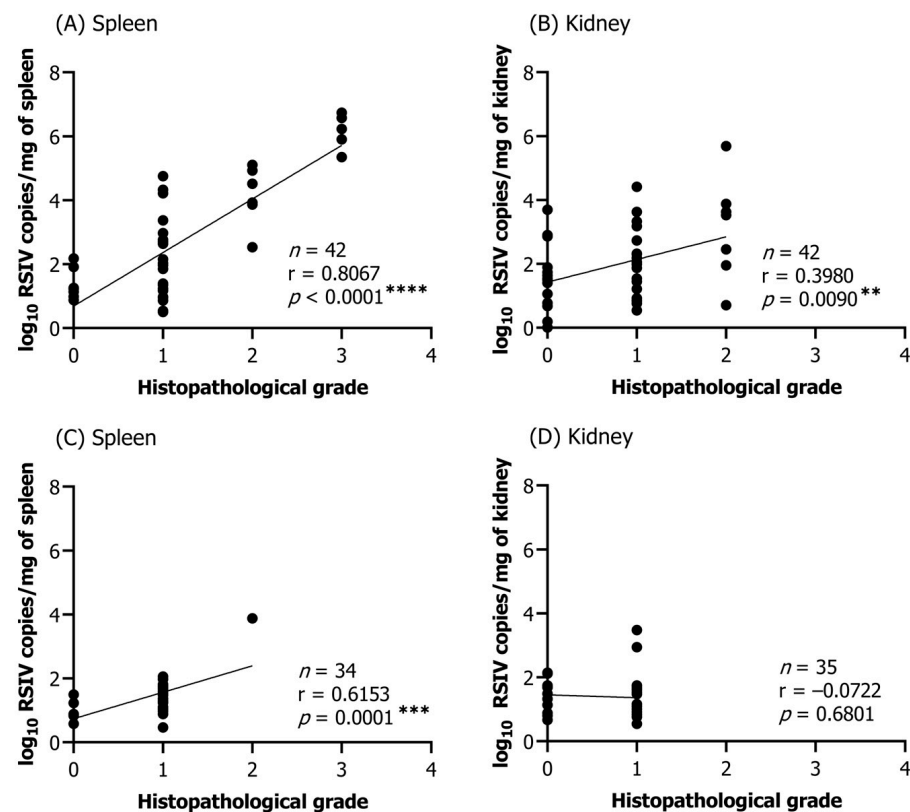 (A) Spleen
log₁₀ RSIV copies/mg of spleen
8
6
4
2
0
n = 42
r = 0.8067
p < 0.0001 ****
0 1 2 3 4
Histopathological grade
(B) Kidney
log₁₀ RSIV copies/mg of kidney
8
6
4
2
0
n = 42
r = 0.3980
p = 0.0090 **
0 1 2 3 4
Histopathological grade
(C) Spleen
log₁₀ RSIV copies/mg of spleen
8
6
4
2
0
n = 34
r = 0.6153
p = 0.0001 ***
0 1 2 3 4
Histopathological grade
(D) Kidney
log₁₀ RSIV copies/mg of kidney
8
6
4
2
0
n = 35
r = −0.0722
p = 0.6801
0 1 2 3 4
Histopathological grade